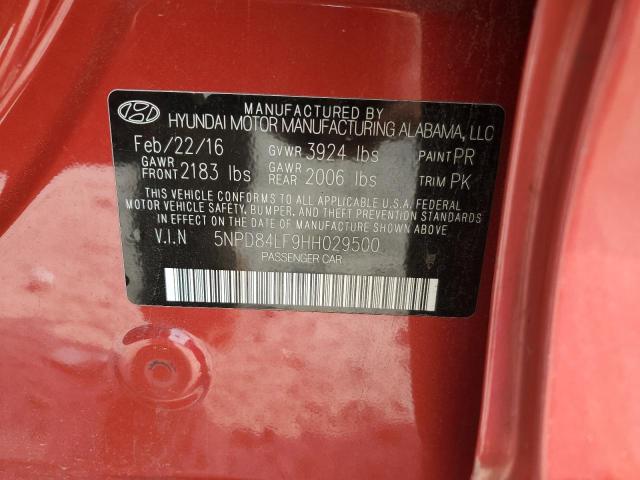 MANUFACTURED BY
HYUNDAI MOTOR MANUFACTURING ALABAMA, LLC
Feb/22/16 GVWR 3924 lbs PAINT PR
GAWR FRONT 2183 lbs GAWR REAR 2006 lbs TRIM PK
THIS VEHICLE CONFORMS TO ALL APPLICABLE U.S.A. FEDERAL
MOTOR VEHICLE SAFETY, BUMPER, AND THEFT PREVENTION STANDARDS
IN EFFECT ON THE DATE OF MANUFACTURE SHOWN ABOVE.
V.I.N 5NPD84LF9HH029500
PASSENGER CAR